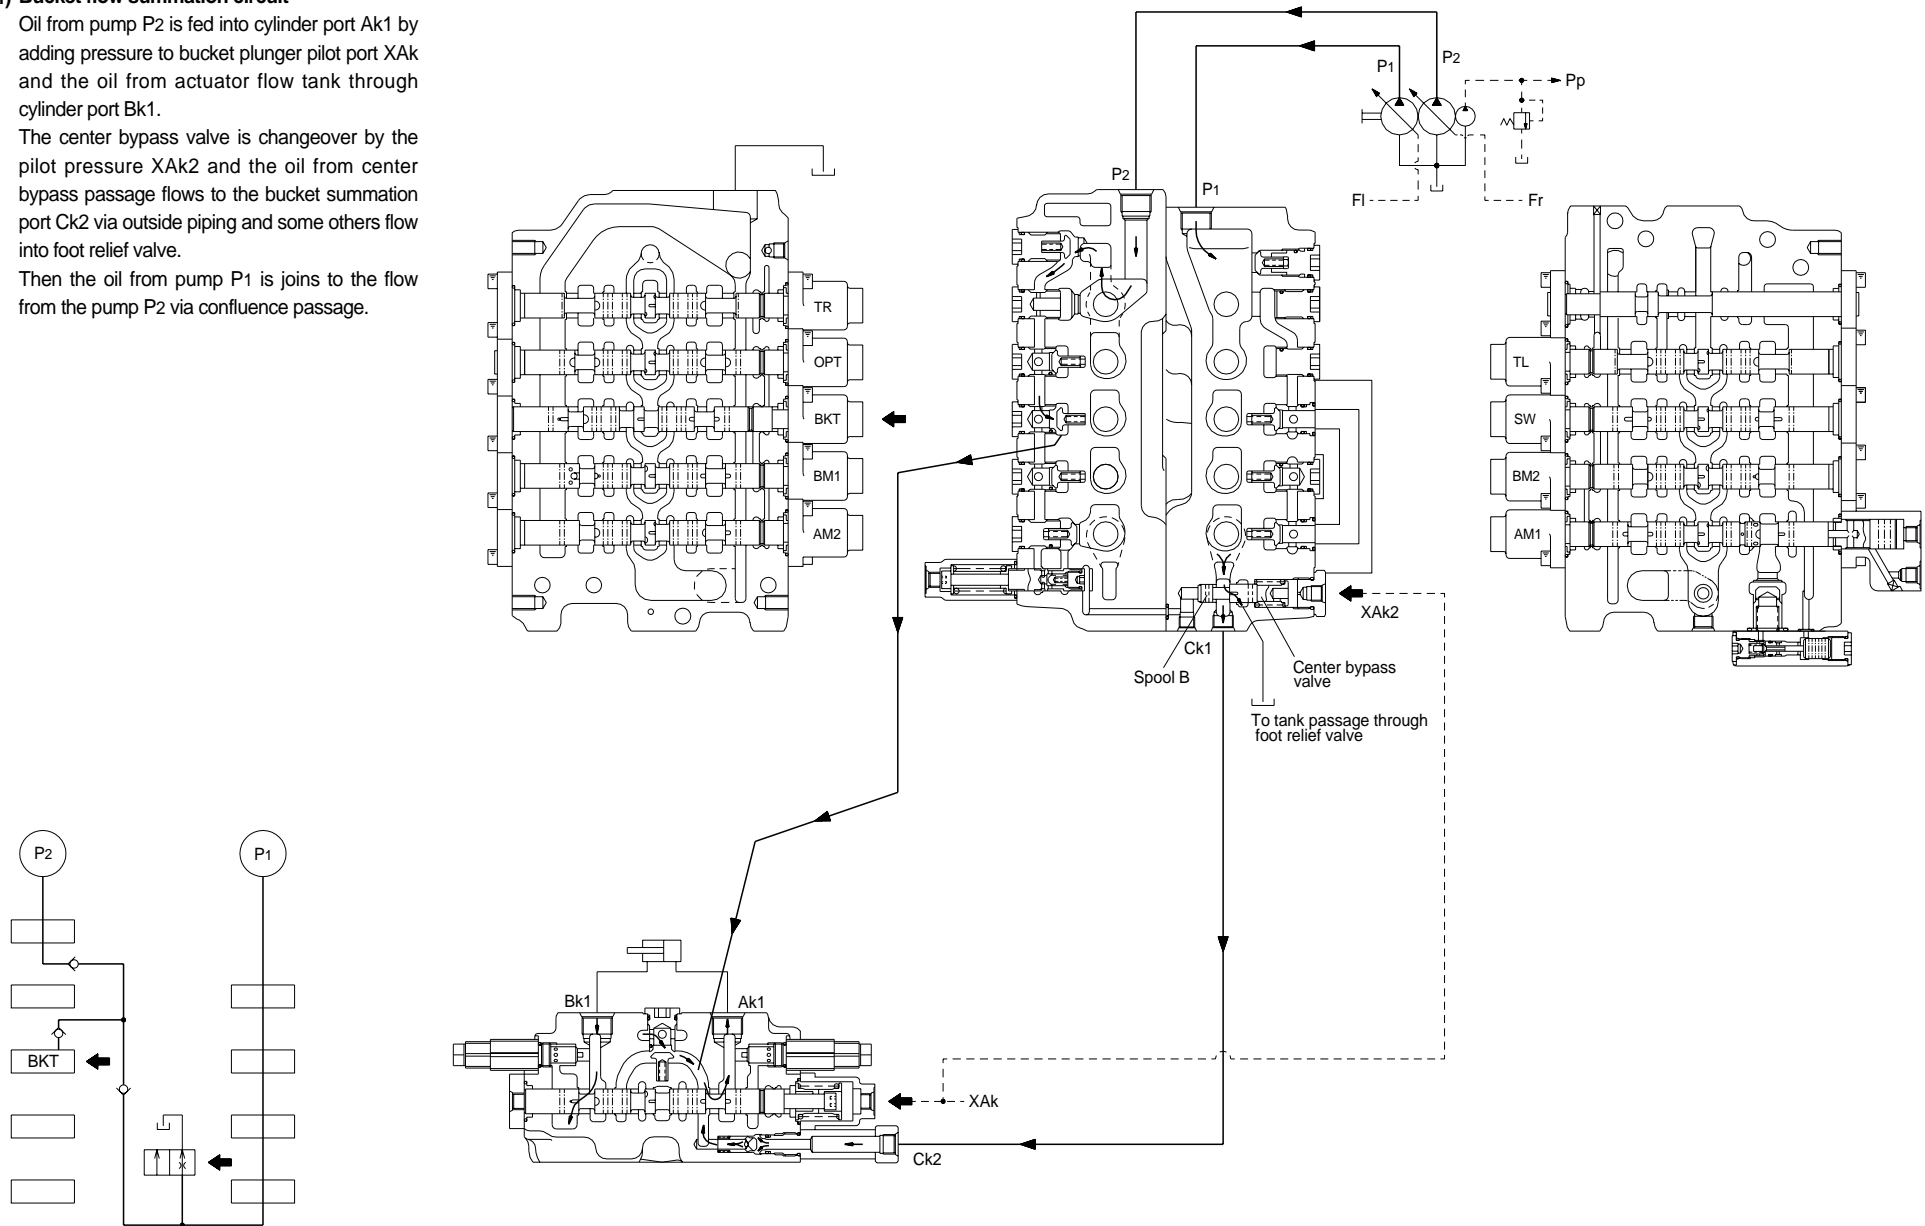 Bucket flow summation circuit
Oil from pump P2 is fed into cylinder port Ak1 by
adding pressure to bucket plunger pilot port XAk
and the oil from actuator flow tank through
cylinder port Bk1.
The center bypass valve is changeover by the
pilot pressure XAk2 and the oil from center
bypass passage flows to the bucket summation
port Ck2 via outside piping and some others flow
into foot relief valve.
Then the oil from pump P1 is joins to the flow
from the pump P2 via confluence passage.
P1
P2
Pp
Fl
Fr
P2
P1
TR
OPT
BKT
BM1
AM2
TL
SW
BM2
AM1
XAk2
Ck1
Spool B
Center bypass
valve
To tank passage through
foot relief valve
P2
P1
BKT
Bk1
Ak1
XAk
Ck2